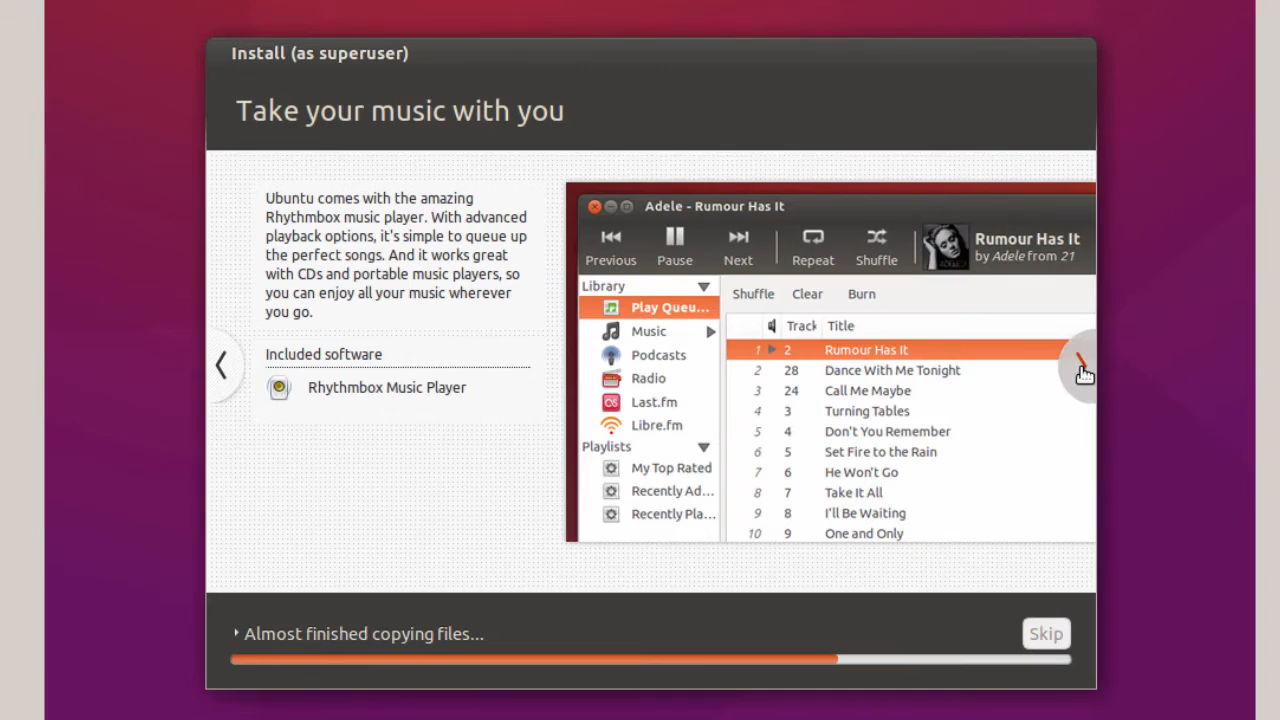 Install (as superuser)
Take your music with you
Ubuntu comes with the amazing
Rhythmbox music player. With advanced
playback options, it's simple to queue up
the perfect songs. And it works great
with CDs and portable music players, so
you can enjoy all your music wherever
you go.
Included software
Rhythmbox Music Player
Adele - Rumour Has It
Previous Pause Next Repeat Shuffle
Rumour Has It
by Adele from 21
Library
Play Queu...
Music
Podcasts
Radio
Last.fm
Libre.fm
Playlists
My Top Rated
Recently Ad...
Recently Pla...
Shuffle Clear Burn
Track Title
1 2 Rumour Has It
2 28 Dance With Me Tonight
3 24 Call Me Maybe
4 3 Turning Tables
5 4 Don't You Remember
6 5 Set Fire to the Rain
7 6 He Won't Go
8 7 Take It All
9 8 I'll Be Waiting
10 9 One and Only
Almost finished copying files...
Skip